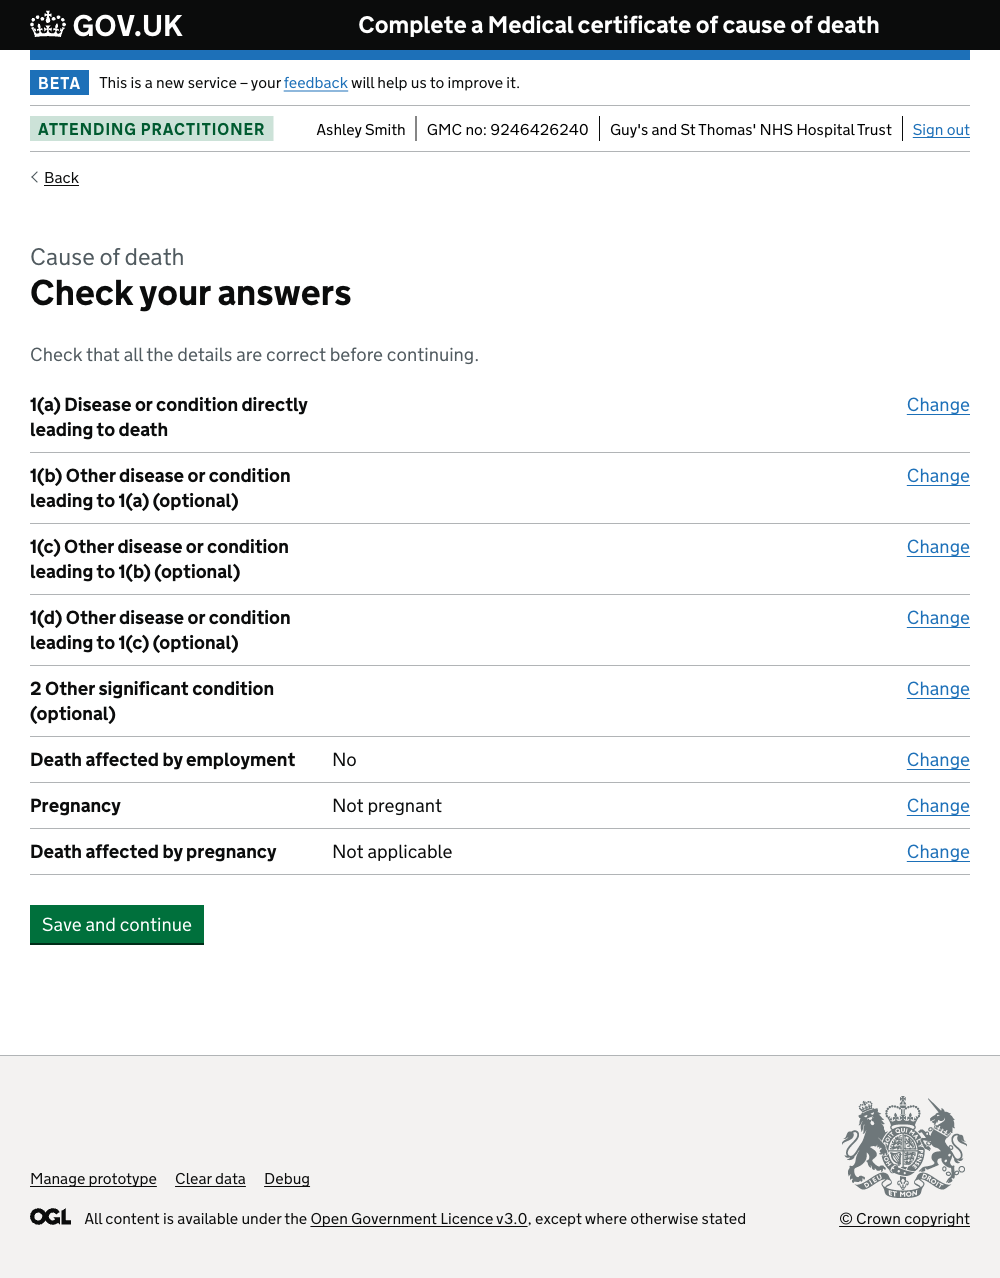 GOV.UK
Complete a Medical certificate of cause of death
BETA This is a new service – your feedback will help us to improve it.
ATTENDING PRACTITIONER Ashley Smith GMC no: 9246426240 Guy's and St Thomas' NHS Hospital Trust Sign out
Back
Cause of death
Check your answers
Check that all the details are correct before continuing.
1(a) Disease or condition directly Change
leading to death
1(b) Other disease or condition Change
leading to 1(a) (optional)
1(c) Other disease or condition Change
leading to 1(b) (optional)
1(d) Other disease or condition Change
leading to 1(c) (optional)
2 Other significant condition Change
(optional)
Death affected by employment No Change
Pregnancy Not pregnant Change
Death affected by pregnancy Not applicable Change
Save and continue
Manage prototype Clear data Debug
DIEU ET MON DROIT
OGL All content is available under the Open Government Licence v3.0, except where otherwise stated
© Crown copyright